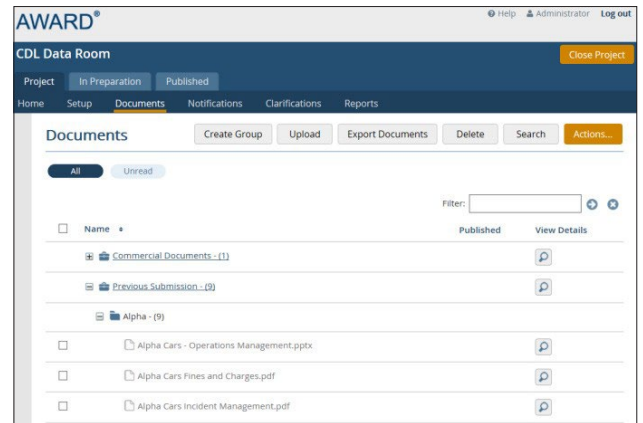 AWARD®
Help Administrator Log out
CDL Data Room
Close Project
Project In Preparation Published
Home Setup Documents Notifications Clarifications Reports
Documents Create Group Upload Export Documents Delete Search Actions...
All Unread
Filter:
Name Published View Details
Commercial Documents - (1)
Previous Submission - (9)
Alpha - (9)
Alpha Cars - Operations Management.pptx
Alpha Cars Fines and Charges.pdf
Alpha Cars Incident Management.pdf